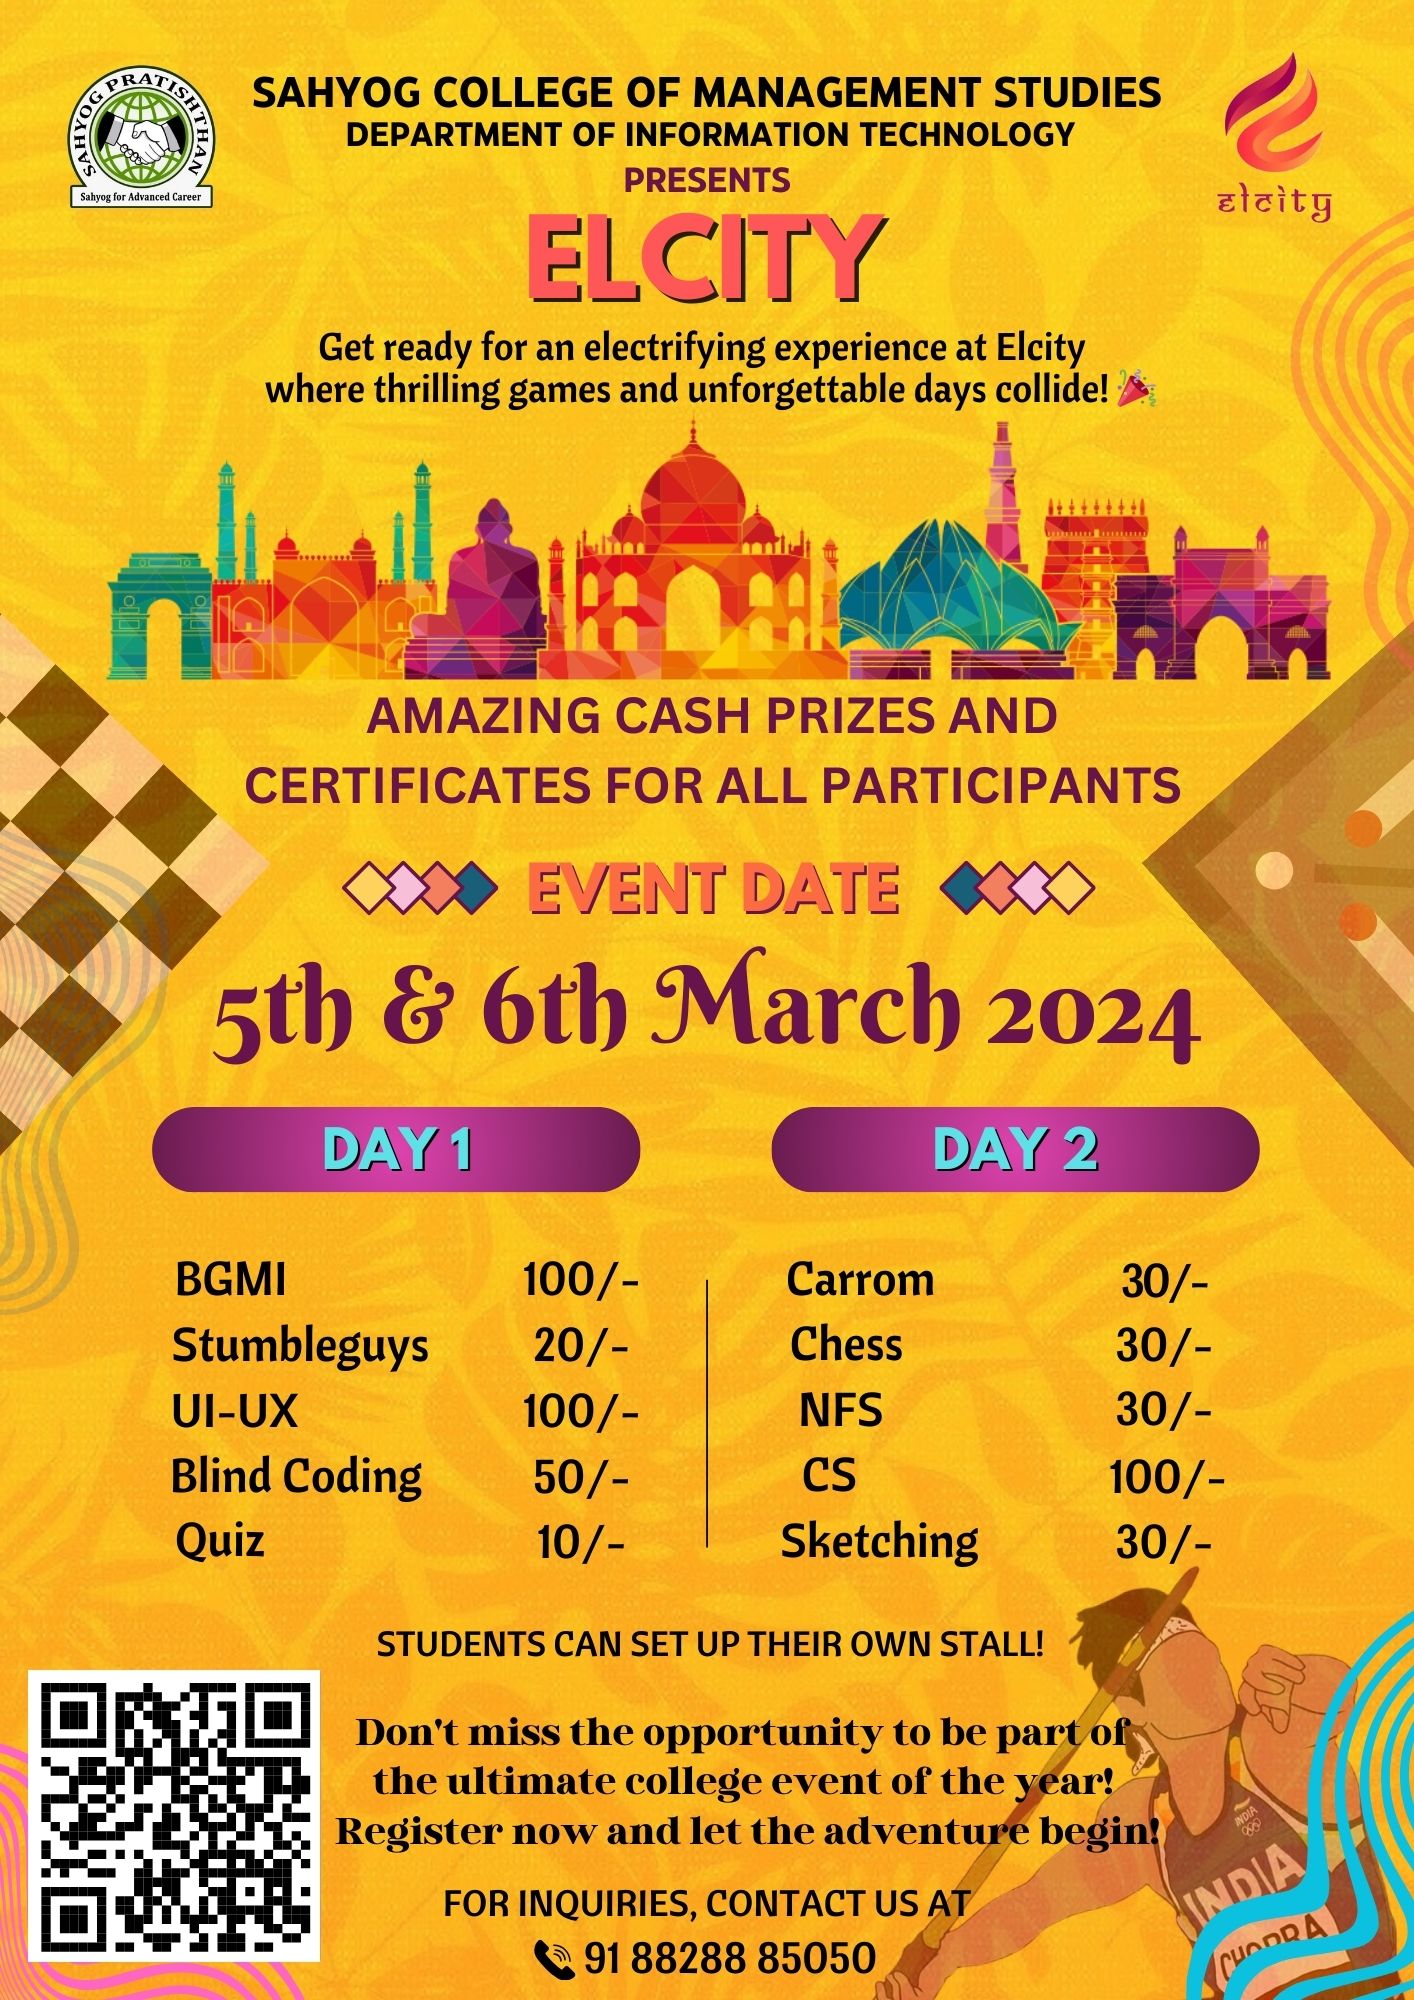 SAHYOG PRATISHTHAN
Sahyog for Advanced Career
SAHYOG COLLEGE OF MANAGEMENT STUDIES
DEPARTMENT OF INFORMATION TECHNOLOGY
PRESENTS
elcity
ELCITY
Get ready for an electrifying experience at Elcity
where thrilling games and unforgettable days collide! 🎉
AMAZING CASH PRIZES AND
CERTIFICATES FOR ALL PARTICIPANTS
EVENT DATE
5th & 6th March 2024
DAY 1
BGMI 100/-
Stumbleguys 20/-
UI-UX 100/-
Blind Coding 50/-
Quiz 10/-
DAY 2
Carrom 30/-
Chess 30/-
NFS 30/-
CS 100/-
Sketching 30/-
STUDENTS CAN SET UP THEIR OWN STALL!
Don't miss the opportunity to be part of
the ultimate college event of the year!
Register now and let the adventure begin!
FOR INQUIRIES, CONTACT US AT
91 88288 85050
INDIA
INDIA
CHOPRA